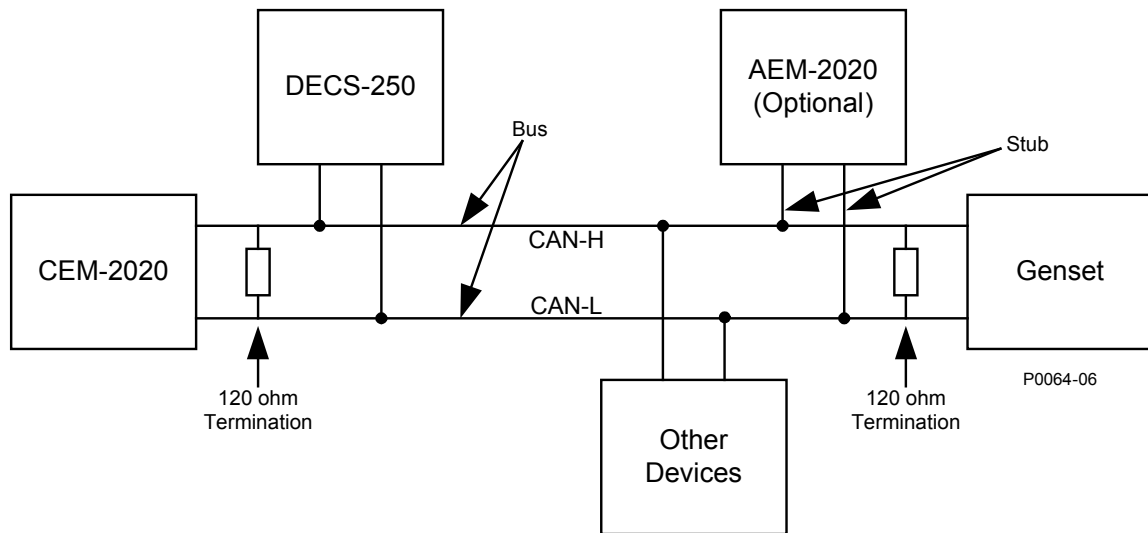 DECS-250
AEM-2020
(Optional)
Bus
Stub
CEM-2020
CAN-H
Genset
CAN-L
P0064-06
120 ohm
Termination
120 ohm
Termination
Other
Devices